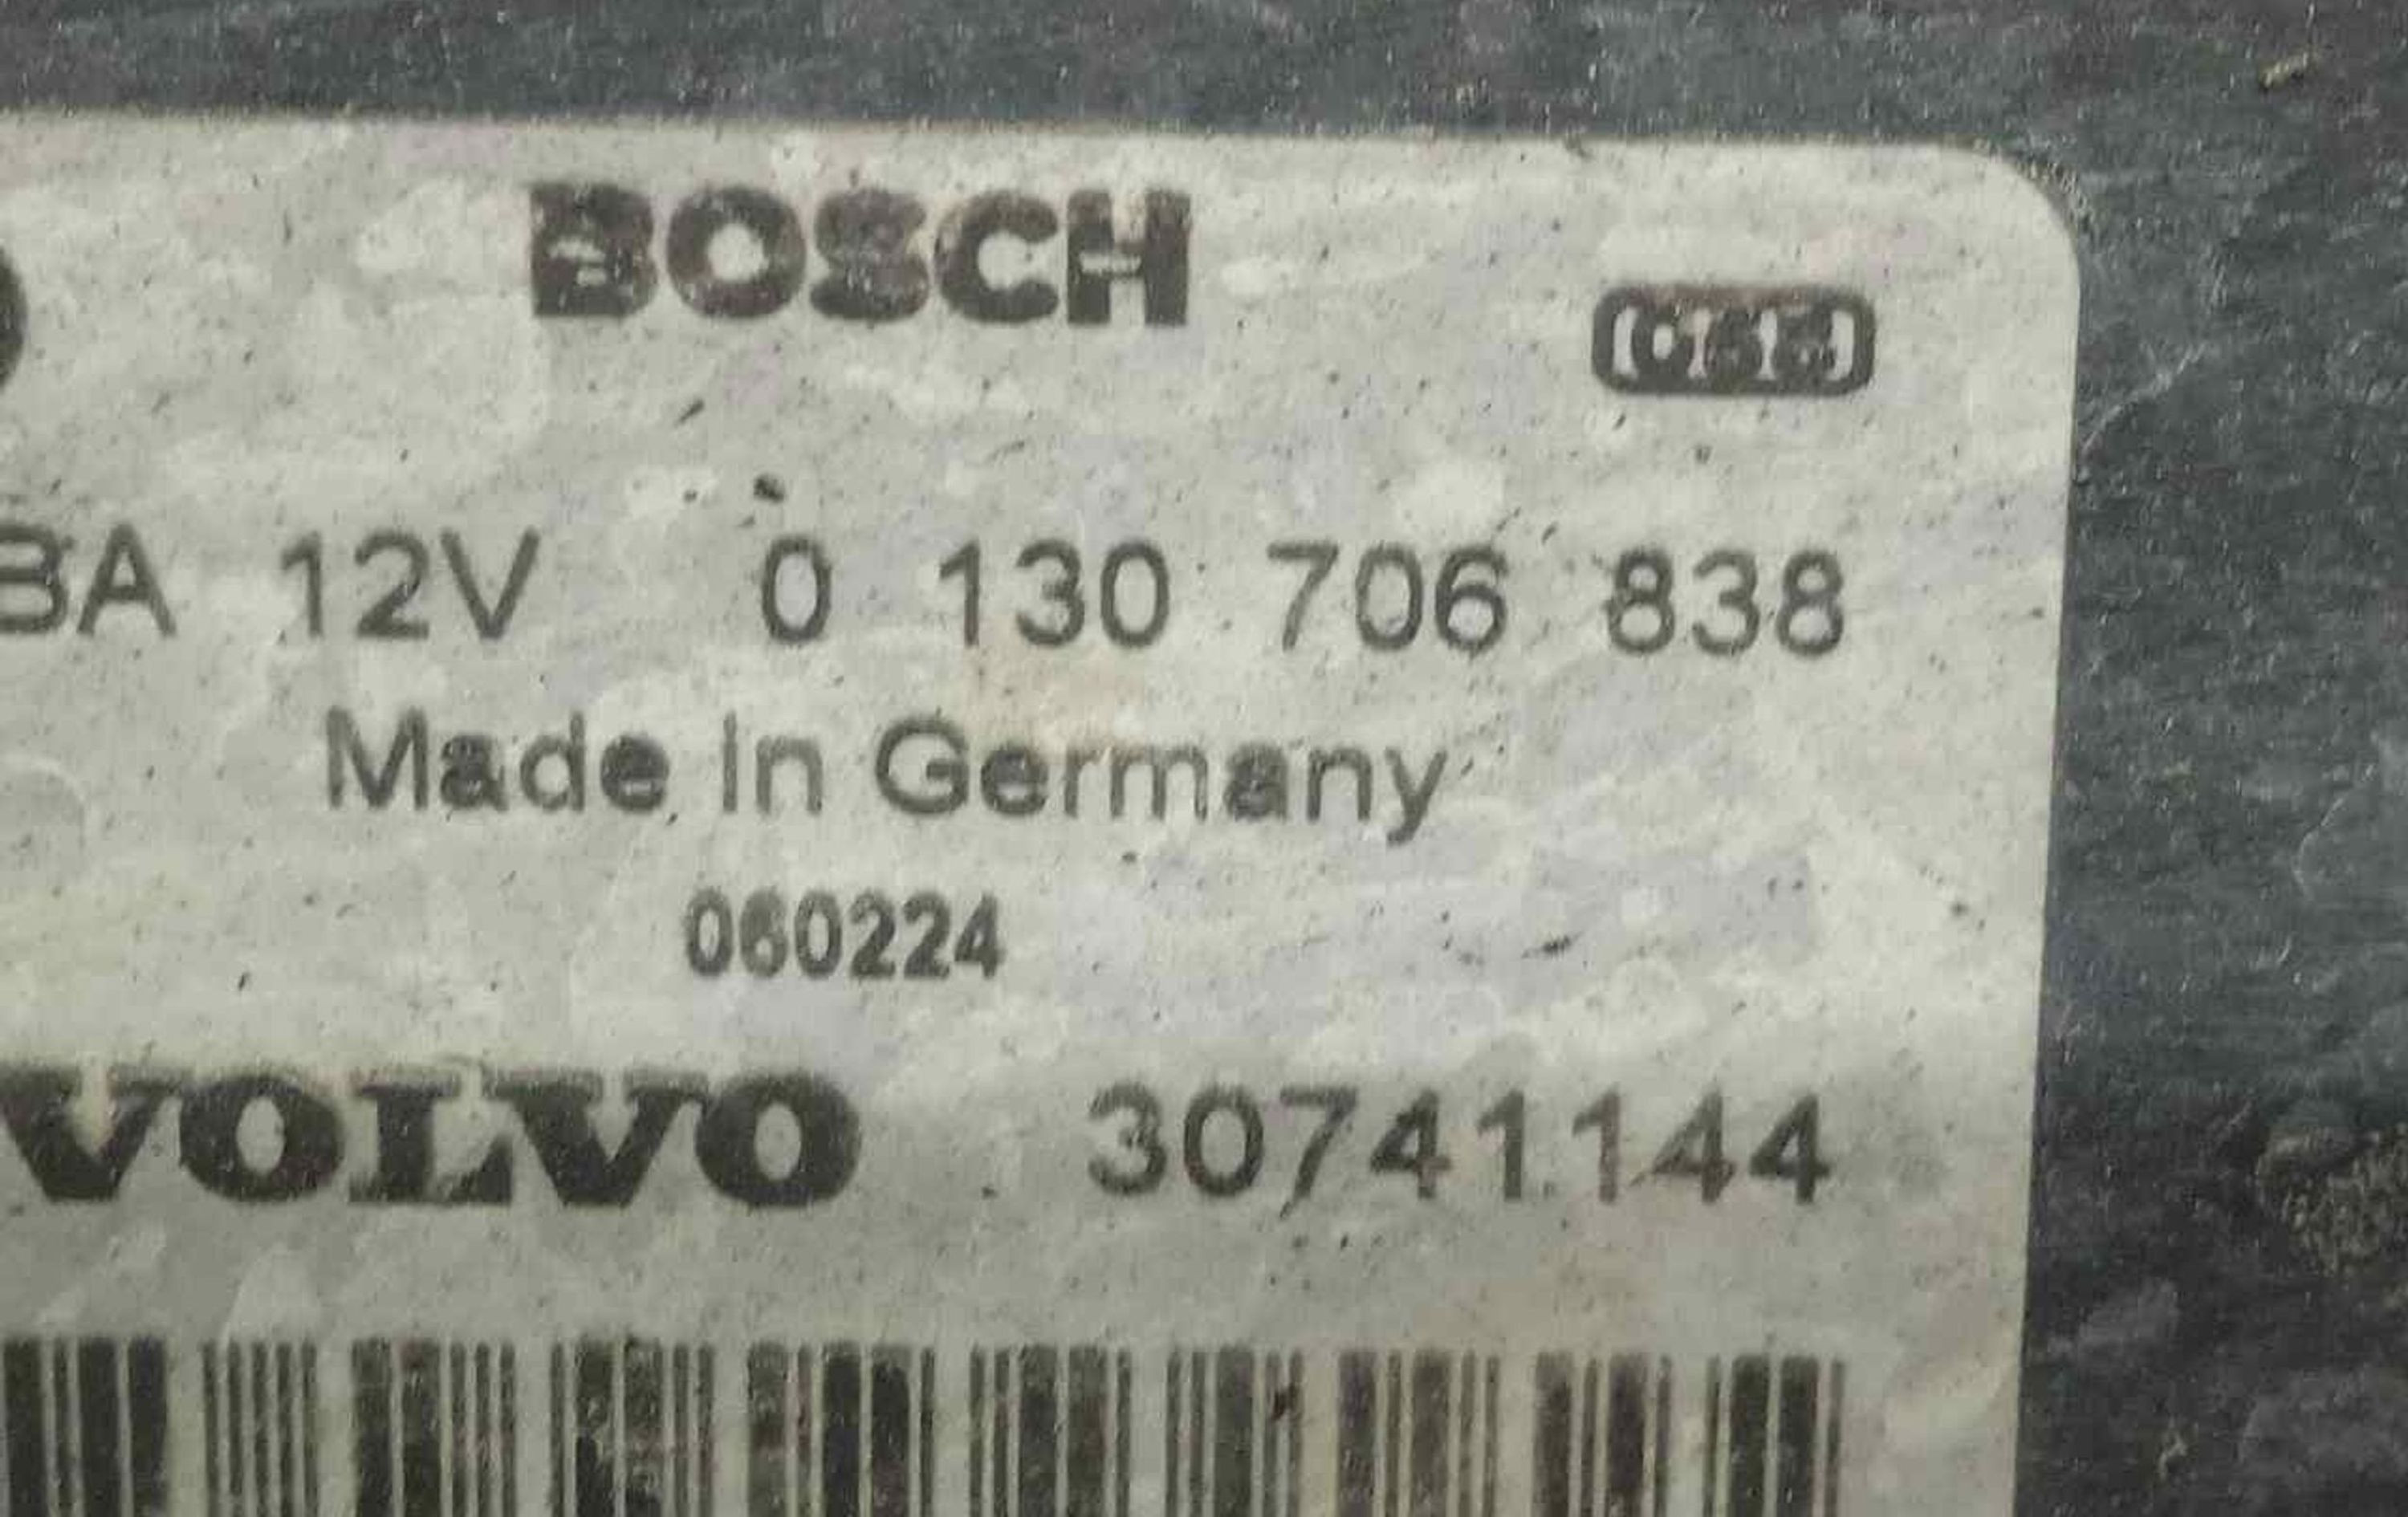 BOSCH
BA 12V 0 130 706 838
Made in Germany
060224
VOLVO 30741144